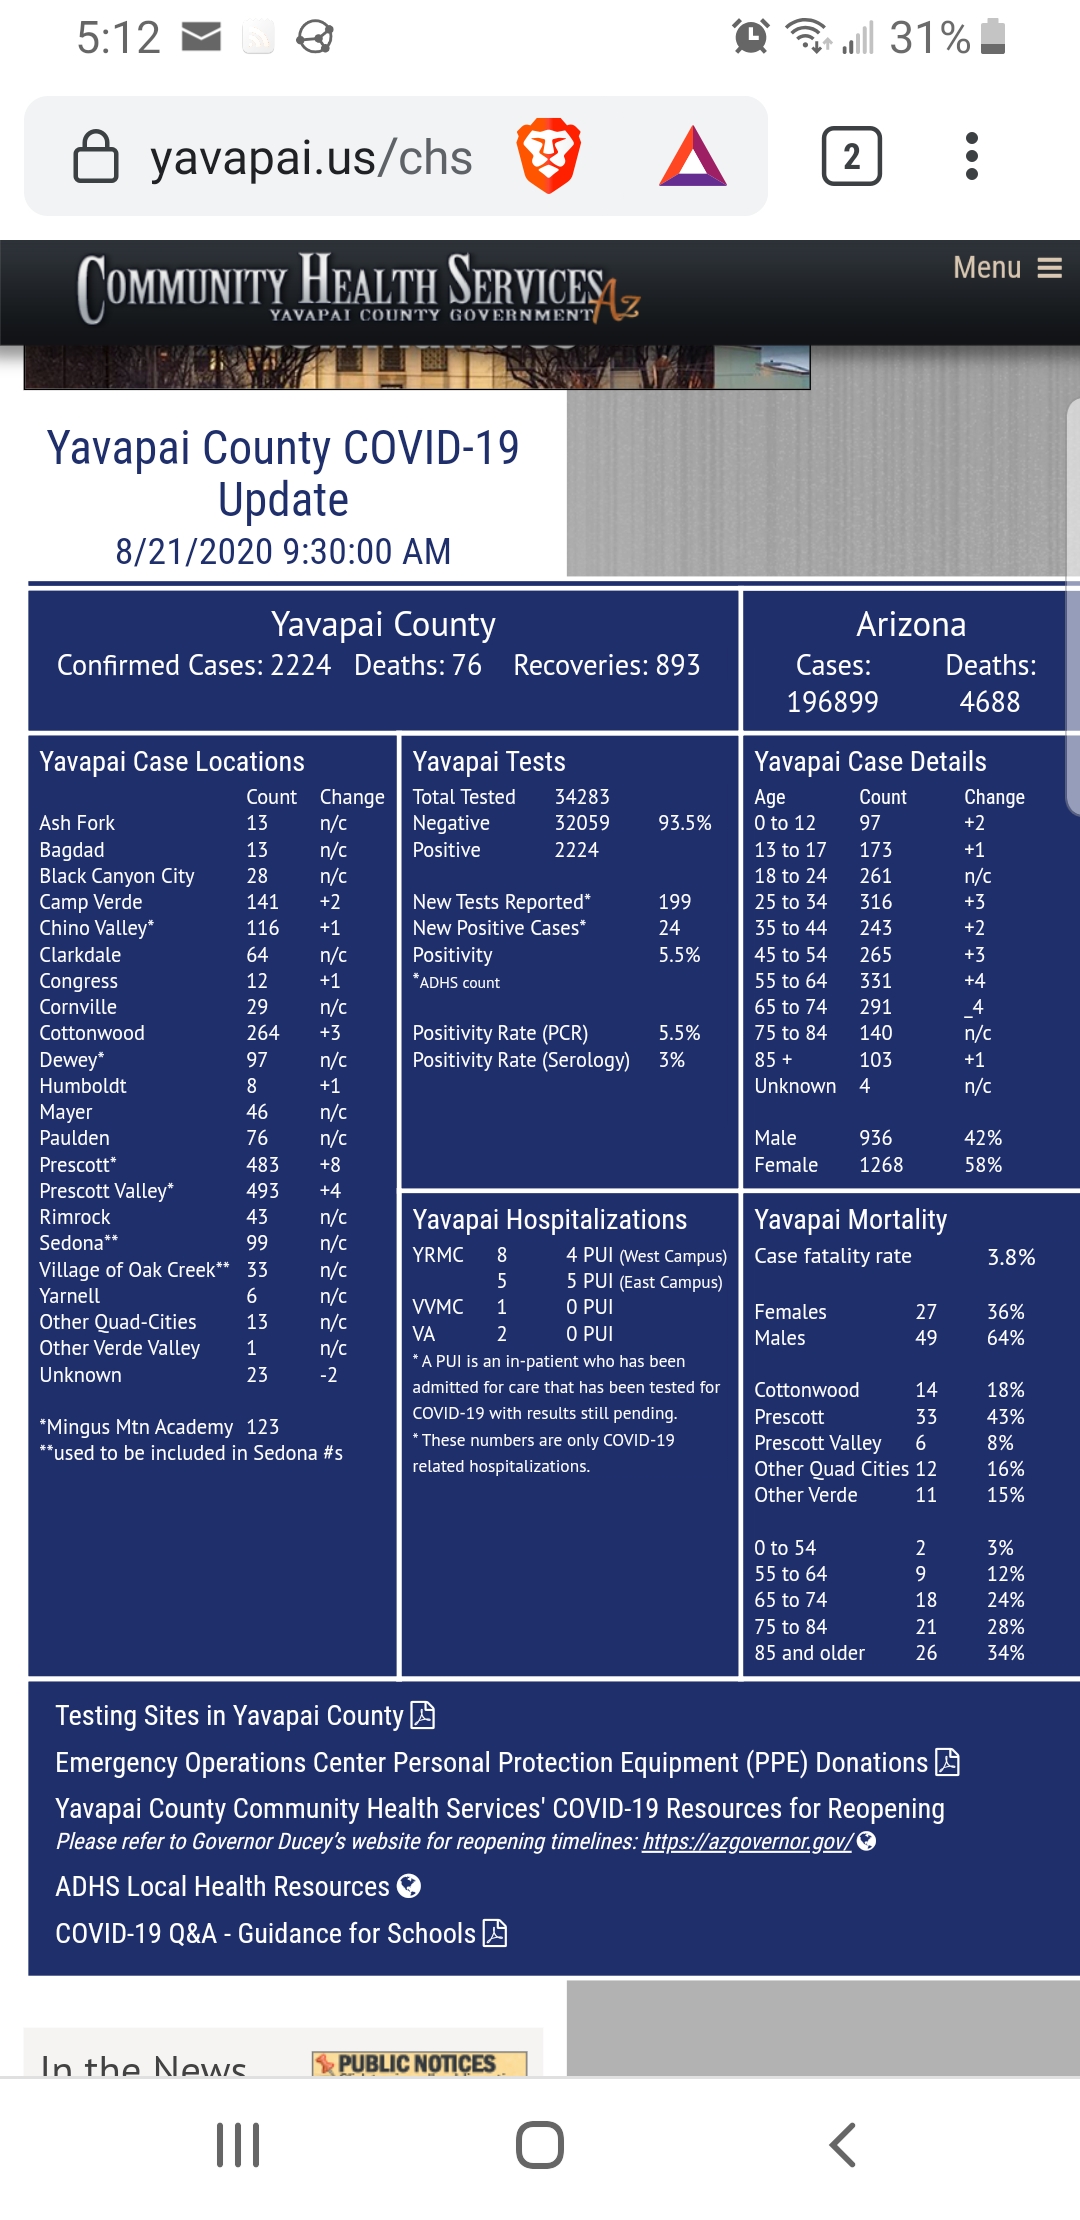 5:12 31%
yavapai.us/chs 2
COMMUNITY HEALTH SERVICES Az
YAVAPAI COUNTY GOVERNMENT
Menu
Yavapai County COVID-19
Update
8/21/2020 9:30:00 AM
Yavapai County
Confirmed Cases: 2224 Deaths: 76 Recoveries: 893
Arizona
Cases: Deaths:
196899 4688
Yavapai Case Locations
Count Change
Ash Fork 13 n/c
Bagdad 13 n/c
Black Canyon City 28 n/c
Camp Verde 141 +2
Chino Valley* 116 +1
Clarkdale 64 n/c
Congress 12 +1
Cornville 29 n/c
Cottonwood 264 +3
Dewey* 97 n/c
Humboldt 8 +1
Mayer 46 n/c
Paulden 76 n/c
Prescott* 483 +8
Prescott Valley* 493 +4
Rimrock 43 n/c
Sedona** 99 n/c
Village of Oak Creek** 33 n/c
Yarnell 6 n/c
Other Quad-Cities 13 n/c
Other Verde Valley 1 n/c
Unknown 23 -2
*Mingus Mtn Academy 123
**used to be included in Sedona #s
Yavapai Tests
Total Tested 34283
Negative 32059 93.5%
Positive 2224
New Tests Reported* 199
New Positive Cases* 24
Positivity 5.5%
*ADHS count
Positivity Rate (PCR) 5.5%
Positivity Rate (Serology) 3%
Yavapai Case Details
Age Count Change
0 to 12 97 +2
13 to 17 173 +1
18 to 24 261 n/c
25 to 34 316 +3
35 to 44 243 +2
45 to 54 265 +3
55 to 64 331 +4
65 to 74 291 _4
75 to 84 140 n/c
85 + 103 +1
Unknown 4 n/c
Male 936 42%
Female 1268 58%
Yavapai Hospitalizations
YRMC 8 4 PUI (West Campus)
5 5 PUI (East Campus)
VVMC 1 0 PUI
VA 2 0 PUI
* A PUI is an in-patient who has been
admitted for care that has been tested for
COVID-19 with results still pending.
* These numbers are only COVID-19
related hospitalizations.
Yavapai Mortality
Case fatality rate 3.8%
Females 27 36%
Males 49 64%
Cottonwood 14 18%
Prescott 33 43%
Prescott Valley 6 8%
Other Quad Cities 12 16%
Other Verde 11 15%
0 to 54 2 3%
55 to 64 9 12%
65 to 74 18 24%
75 to 84 21 28%
85 and older 26 34%
Testing Sites in Yavapai County
Emergency Operations Center Personal Protection Equipment (PPE) Donations
Yavapai County Community Health Services' COVID-19 Resources for Reopening
Please refer to Governor Ducey's website for reopening timelines: https://azgovernor.gov/
ADHS Local Health Resources
COVID-19 Q&A - Guidance for Schools
In the News
PUBLIC NOTICES